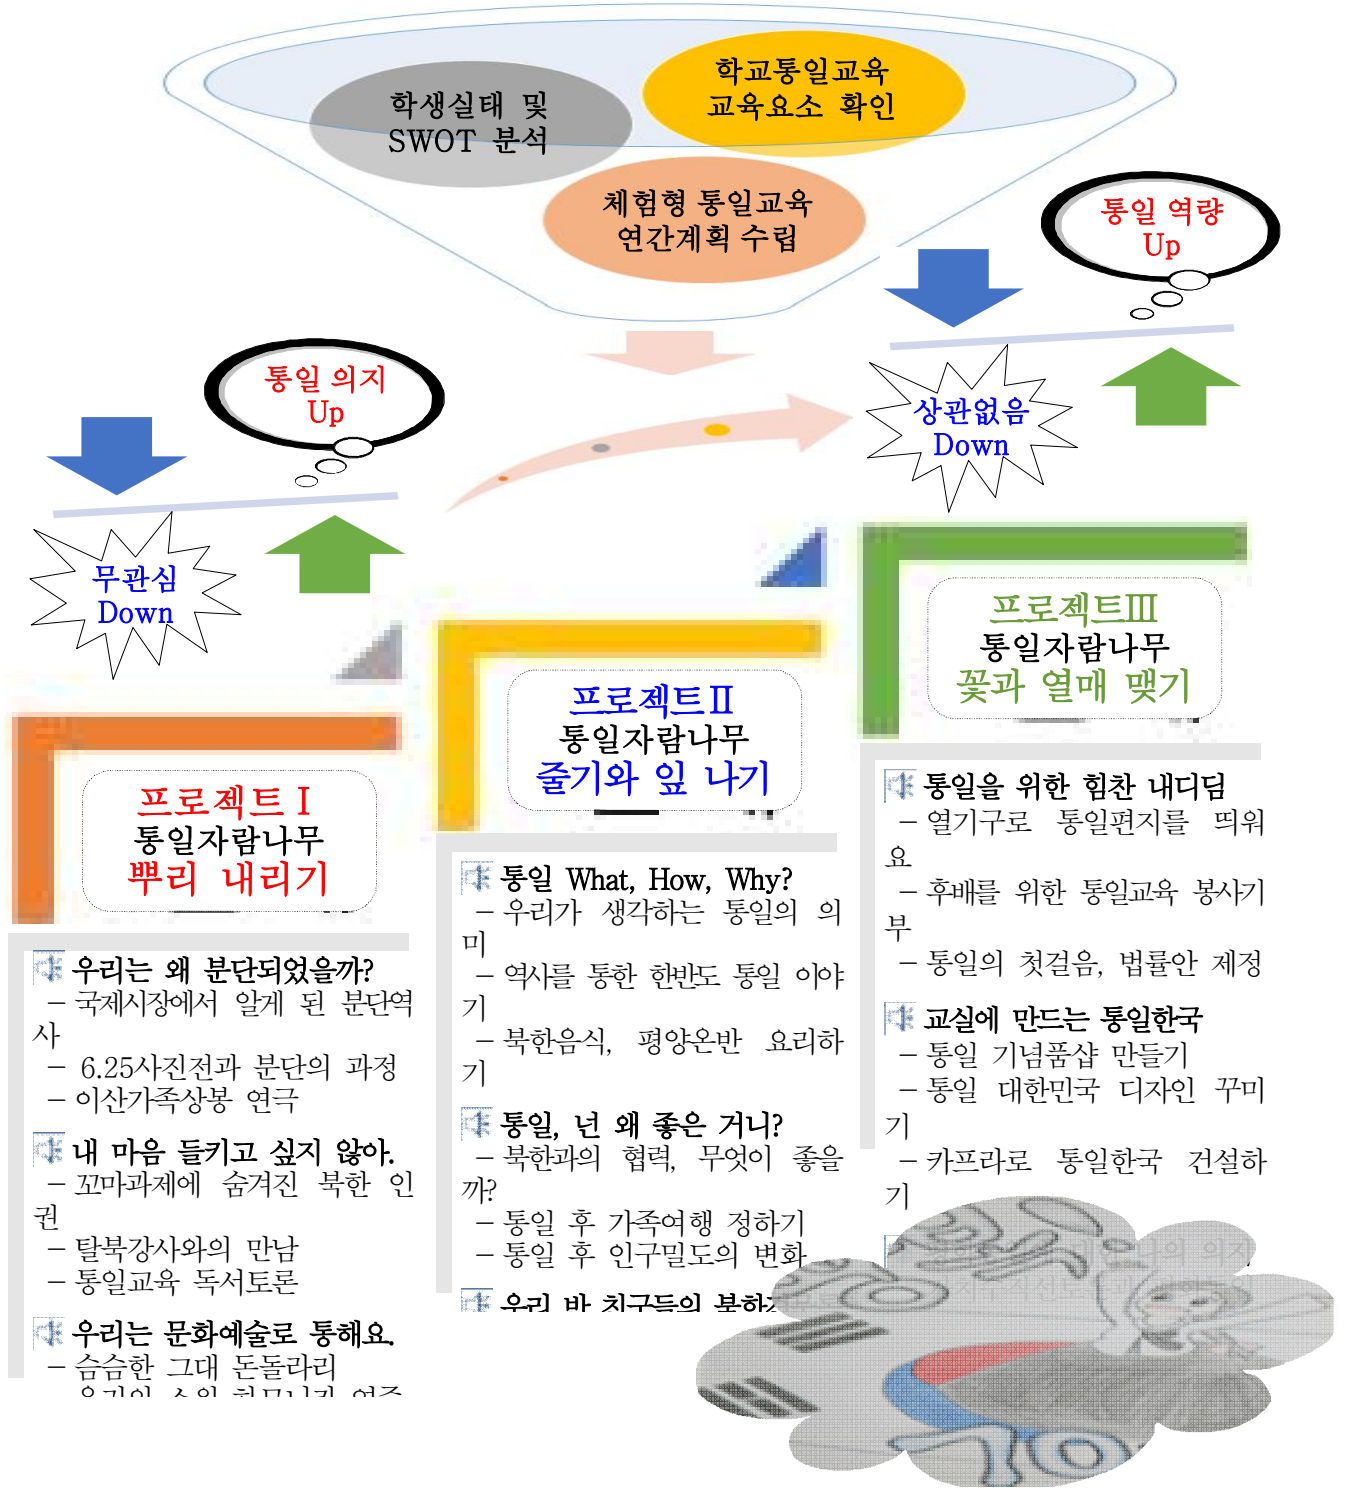 학생실태 및
SWOT 분석
학교통일교육
교육요소 확인
체험형 통일교육
연간계획 수립
통일 역량
Up
상관없음
Down
통일 의지
Up
무관심
Down
프로젝트Ⅰ
통일자람나무
뿌리 내리기
우리는 왜 분단되었을까?
- 국제시장에서 알게 된 분단역
사
- 6.25사진전과 분단의 과정
- 이산가족상봉 연극
내 마음 들키고 싶지 않아.
- 꼬마과제에 숨겨진 북한 인
권
- 탈북강사와의 만남
- 통일교육 독서토론
우리는 문화예술로 통해요.
- 슴슴한 그대 돈돌라리
프로젝트Ⅱ
통일자람나무
줄기와 잎 나기
통일 What, How, Why?
- 우리가 생각하는 통일의 의
미
- 역사를 통한 한반도 통일 이야
기
- 북한음식, 평양온반 요리하
기
통일, 넌 왜 좋은 거니?
- 북한과의 협력, 무엇이 좋을
까?
- 통일 후 가족여행 정하기
- 통일 후 인구밀도의 변화
우리 반 친구들의
프로젝트Ⅲ
통일자람나무
꽃과 열매 맺기
통일을 위한 힘찬 내디딤
- 열기구로 통일편지를 띄워
요
- 후배를 위한 통일교육 봉사기
부
- 통일의 첫걸음, 법률안 제정
교실에 만드는 통일한국
- 통일 기념품샵 만들기
- 통일 대한민국 디자인 꾸미
기
- 카프라로 통일한국 건설하
기